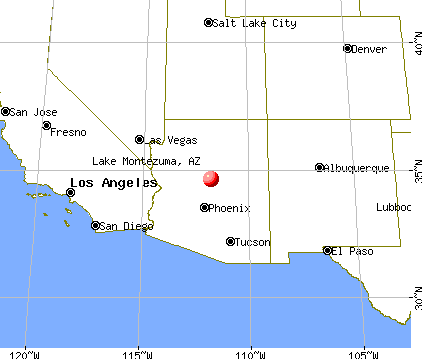 Salt Lake City
Denver
40°N
San Jose
Fresno
Las Vegas
Lake Montezuma, AZ
Albuquerque
35°N
Los Angeles
Phoenix
Lubboc
San Diego
Tucson
El Paso
30°N
120°W
115°W
110°W
105°W